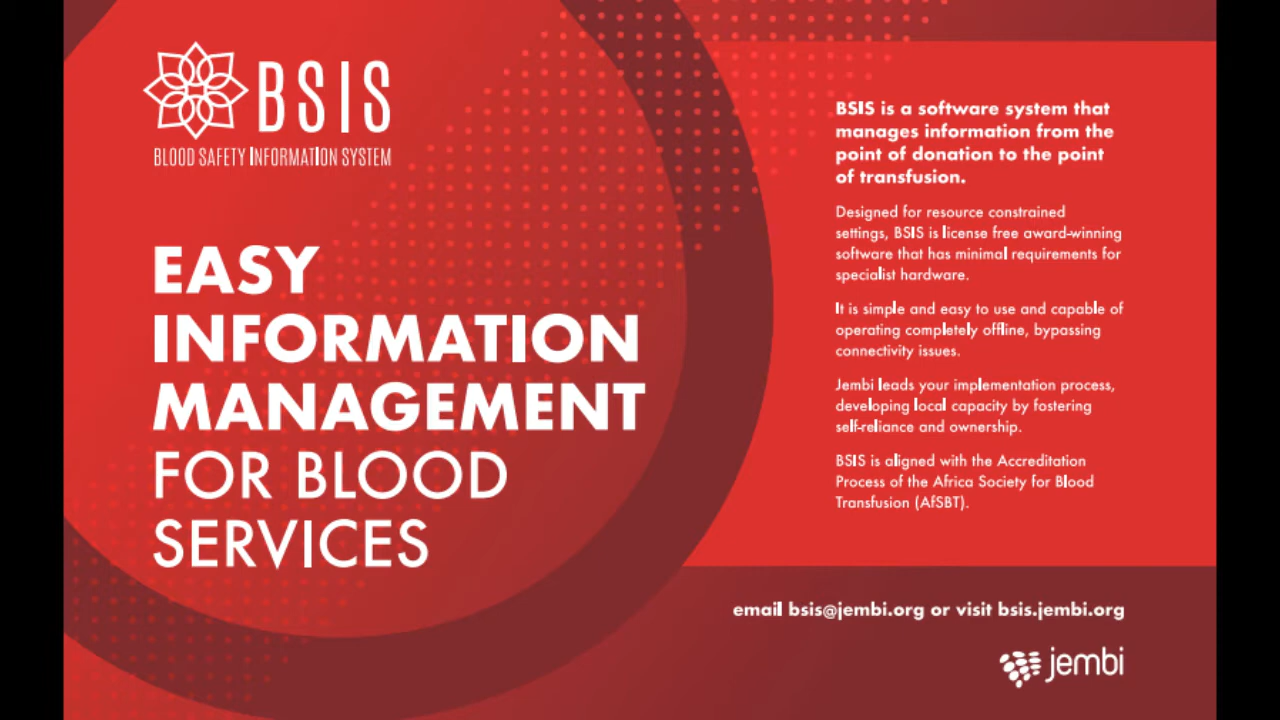 BSIS
BLOOD SAFETY INFORMATION SYSTEM
EASY
INFORMATION
MANAGEMENT
FOR BLOOD
SERVICES
BSIS is a software system that
manages information from the
point of donation to the point
of transfusion.
Designed for resource constrained
settings, BSIS is license free award-winning
software that has minimal requirements for
specialist hardware.
It is simple and easy to use and capable of
operating completely offline, bypassing
connectivity issues.
Jembi leads your implementation process,
developing local capacity by fostering
self-reliance and ownership.
BSIS is aligned with the Accreditation
Process of the Africa Society for Blood
Transfusion (AfSBT).
email bsis@jembi.org or visit bsis.jembi.org
jembi